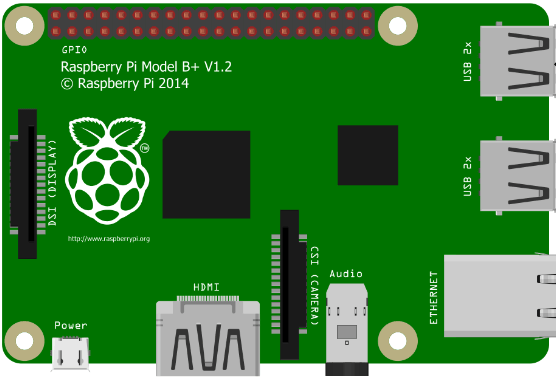 GPIO
Raspberry Pi Model B+ V1.2
© Raspberry Pi 2014
USB 2x
DSI (DISPLAY)
TM
USB 2x
http://www.raspberrypi.org
CSI (CAMERA)
HDMI
Audio
ETHERNET
Power